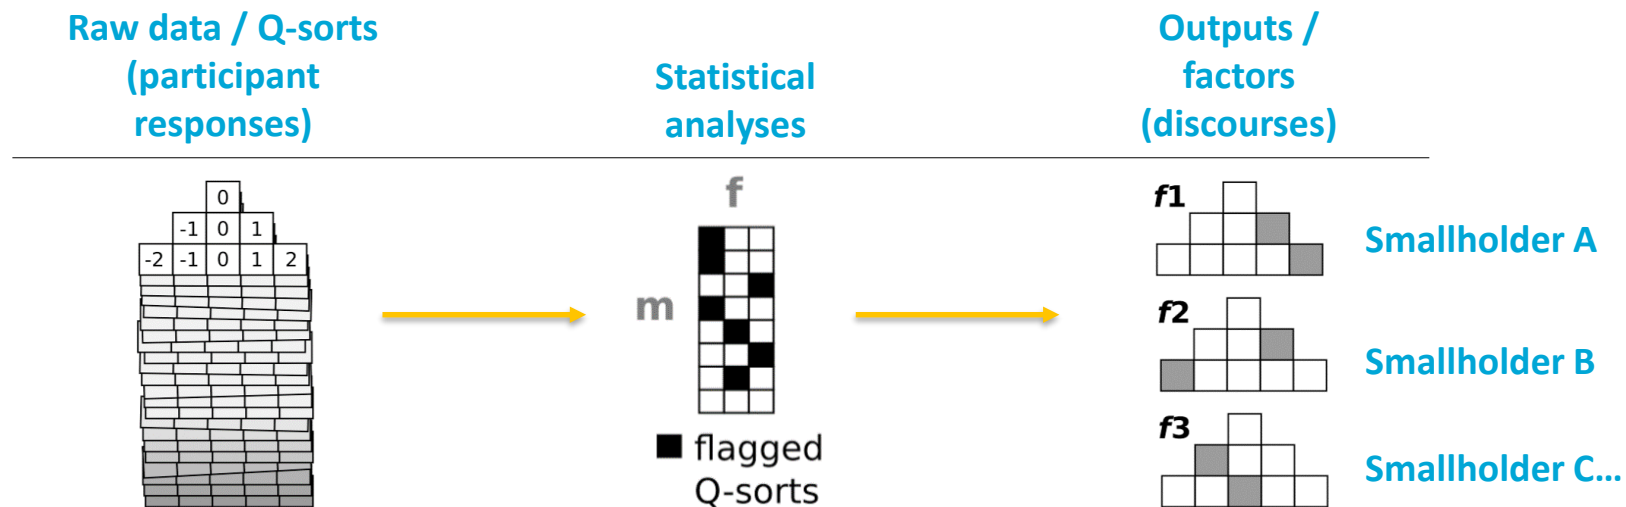 Raw data / Q-sorts
(participant
responses)
Statistical
analyses
Outputs /
factors
(discourses)
0
-1 0 1
-2 -1 0 1 2
f
m
flagged
Q-sorts
f1
Smallholder A
f2
Smallholder B
f3
Smallholder C...